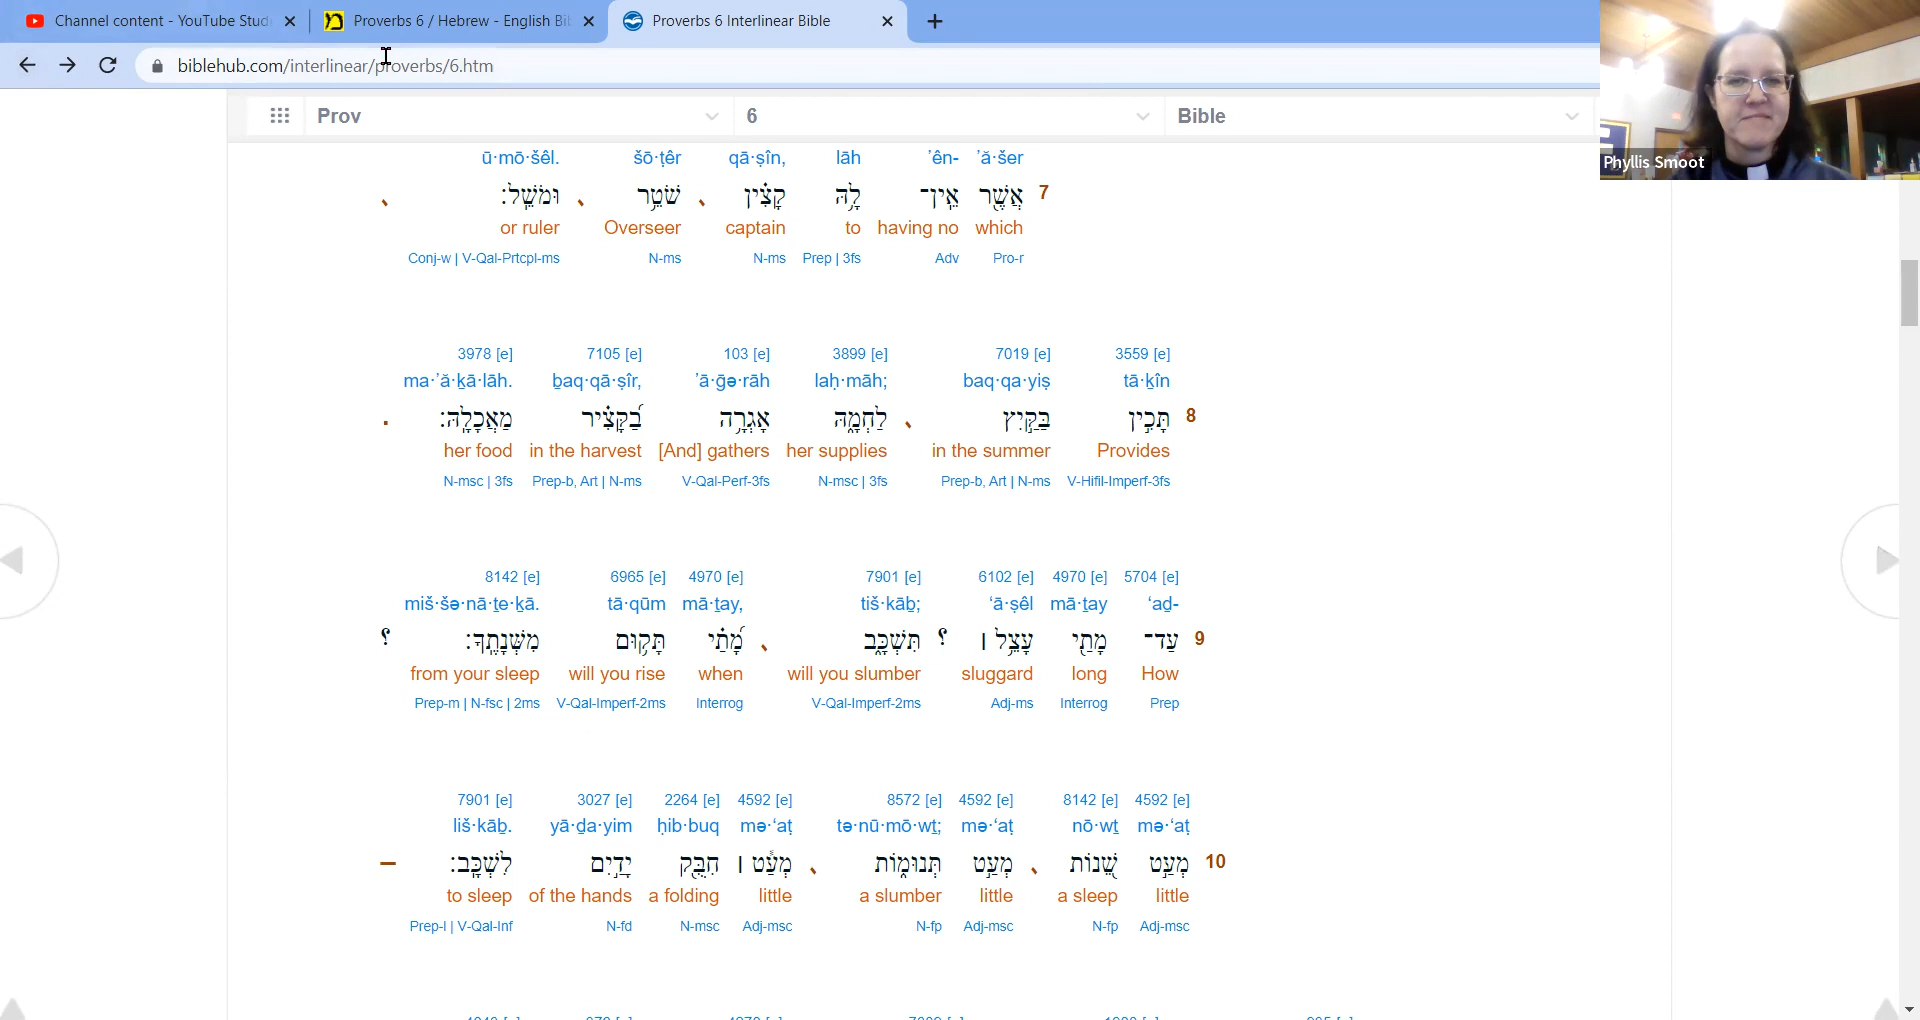 Channel content - YouTube Stud
Proverbs 6 / Hebrew - English Bi
Proverbs 6 Interlinear Bible
biblehub.com/interlinear/proverbs/6.htm
Prov
6
Bible
Phyllis Smoot
ū·mō·šêl. šō·ṭêr qā·ṣîn, lāh ’ên- ’ă·šer
7 אֲשֶׁ֖ר אֵֽין־ לָ֥הּ קָצִ֗ין ، שֹׁטֵ֥ר ، וּמֹשֵֽׁל׃ ،
or ruler Overseer captain to having no which
Conj-w | V-Qal-Prtcpl-ms N-ms N-ms Prep | 3fs Adv Pro-r
3978 [e] 7105 [e] 103 [e] 3899 [e] 7019 [e] 3559 [e]
ma·’ă·ḵā·lāh. ḇaq·qā·ṣîr, ’ā·ḡə·rāh laḥ·māh; baq·qa·yiṣ tā·ḵîn
8 תָּכִ֣ין בַּקַּ֣יִץ ، לַחְמָ֑הּ אָגְרָ֥ה בַ֝קָּצִ֗יר מַאֲכָלָֽהּ׃ .
her food in the harvest [And] gathers her supplies in the summer Provides
N-msc | 3fs Prep-b, Art | N-ms V-Qal-Perf-3fs N-msc | 3fs Prep-b, Art | N-ms V-Hifil-Imperf-3fs
8142 [e] 6965 [e] 4970 [e] 7901 [e] 6102 [e] 4970 [e] 5704 [e]
miš·šə·nā·ṯe·ḵā. tā·qūm mā·ṯay, tiš·kāḇ; ‘ā·ṣêl mā·ṯay ‘aḏ-
9 עַד־ מָתַ֖י עָצֵ֥ל ׀ ؟ תִּשְׁכָּ֑ב ، מָ֝תַ֗י תָּק֥וּם מִשְּׁנָתֶֽךָ׃ ؟
from your sleep will you rise when will you slumber sluggard long How
Prep-m | N-fsc | 2ms V-Qal-Imperf-2ms Interrog V-Qal-Imperf-2ms Adj-ms Interrog Prep
7901 [e] 3027 [e] 2264 [e] 4592 [e] 8572 [e] 4592 [e] 8142 [e] 4592 [e]
liš·kāḇ. yā·ḏa·yim ḥib·buq mə·‘aṭ tə·nū·mō·wṯ; mə·‘aṭ nō·wṯ mə·‘aṭ
10 מְעַ֣ט שֵׁ֭נוֹת ، מְעַ֣ט תְּנוּמ֑וֹת ، מְעַ֓ט ׀ חִבֻּ֖ק יָדַ֣יִם לִשְׁכָּֽב׃ –
to sleep of the hands a folding little a slumber little a sleep little
Prep-l | V-Qal-Inf N-fd N-msc Adj-msc N-fp Adj-msc N-fp Adj-msc